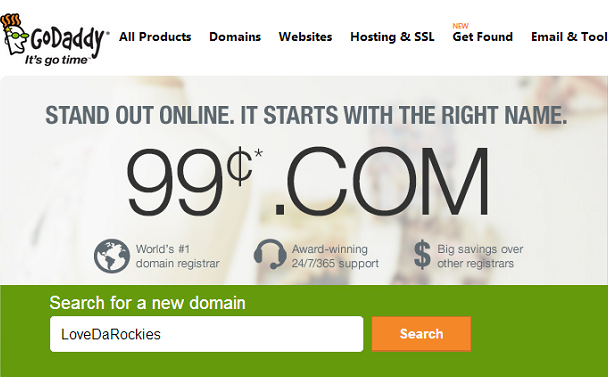 GoDaddy
It's go time
All Products Domains Websites Hosting & SSL NEW Get Found Email & Tool
STAND OUT ONLINE. IT STARTS WITH THE RIGHT NAME.
99¢* .COM
World's #1
domain registrar
Award-winning
24/7/365 support
$ Big savings over
other registrars
Search for a new domain
LoveDaRockies Search